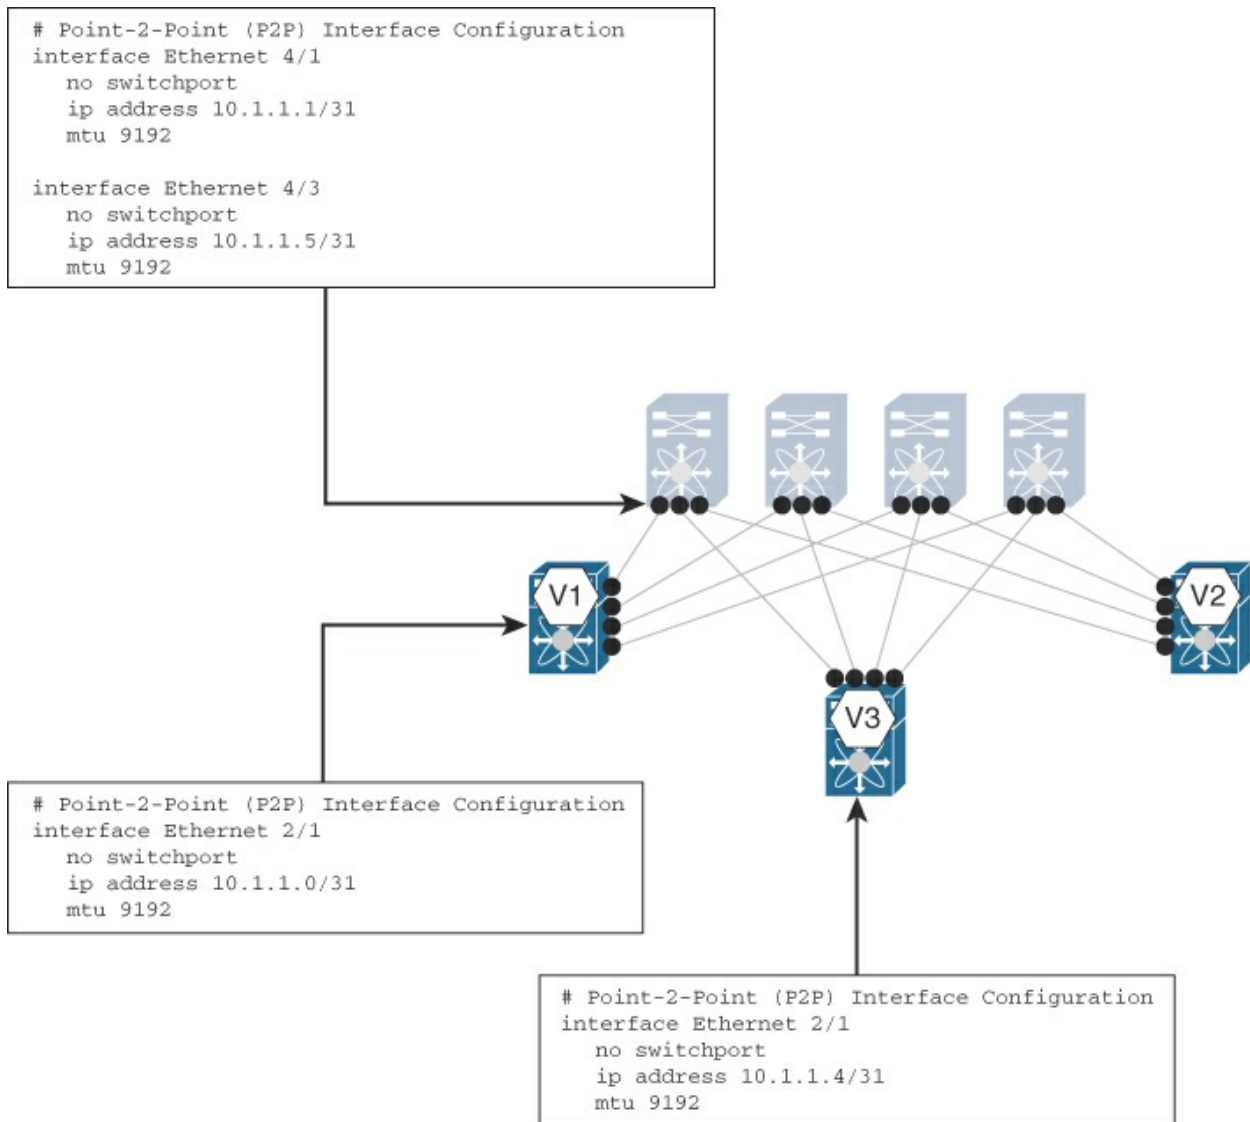 # Point-2-Point (P2P) Interface Configuration
interface Ethernet 4/1
no switchport
ip address 10.1.1.1/31
mtu 9192
interface Ethernet 4/3
no switchport
ip address 10.1.1.5/31
mtu 9192
V1
V2
V3
# Point-2-Point (P2P) Interface Configuration
interface Ethernet 2/1
no switchport
ip address 10.1.1.0/31
mtu 9192
# Point-2-Point (P2P) Interface Configuration
interface Ethernet 2/1
no switchport
ip address 10.1.1.4/31
mtu 9192